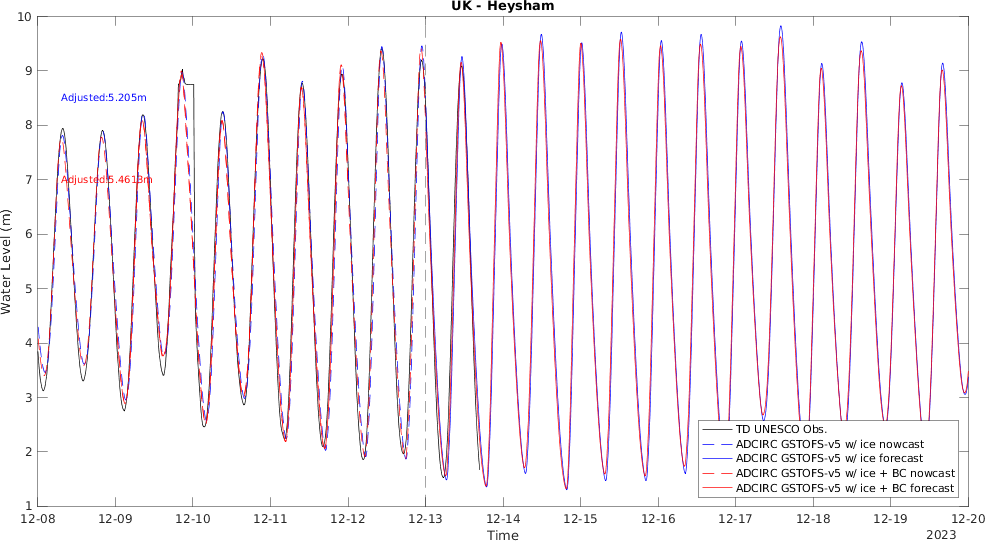 UK - Heysham
10
9
8
7
6
5
4
3
2
1
Water Level (m)
Adjusted:5.205m
Adjusted:5.4613m
TD UNESCO Obs.
ADCIRC GSTOFS-v5 w/ ice nowcast
ADCIRC GSTOFS-v5 w/ ice forecast
ADCIRC GSTOFS-v5 w/ ice + BC nowcast
ADCIRC GSTOFS-v5 w/ ice + BC forecast
12-08 12-09 12-10 12-11 12-12 12-13 12-14 12-15 12-16 12-17 12-18 12-19 12-20
Time
2023